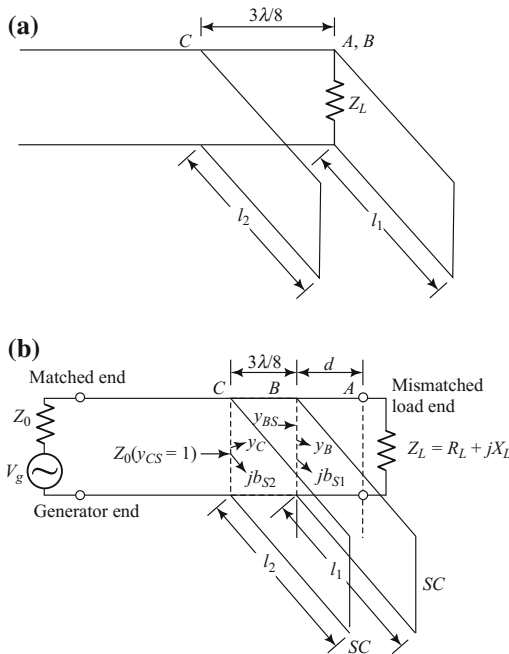 (a)
3λ/8
C
A, B
Z_L
l_2
l_1
(b)
3λ/8
d
Matched end
C
B
A
Mismatched
load end
Z_0
y_BS
y_C
y_B
Z_0(y_CS = 1)
Z_L = R_L + jX_L
V_g
jb_S2
jb_S1
Generator end
l_2
l_1
SC
SC